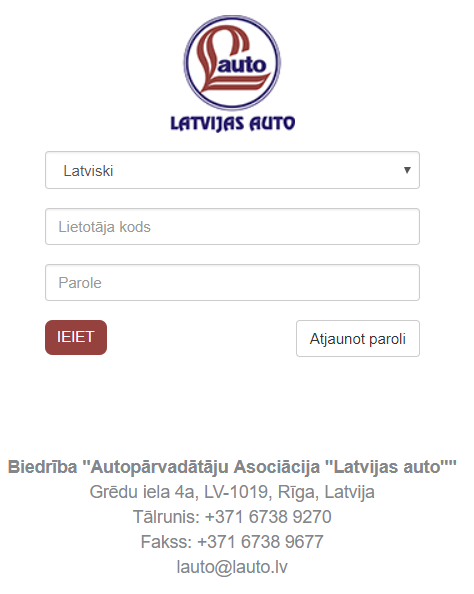 Lauto
LATVIJAS AUTO
Latviski
Lietotāja kods
Parole
IEIET
Atjaunot paroli
Biedrība "Autopārvadātāju Asociācija "Latvijas auto""
Grēdu iela 4a, LV-1019, Rīga, Latvija
Tālrunis: +371 6738 9270
Fakss: +371 6738 9677
lauto@lauto.lv